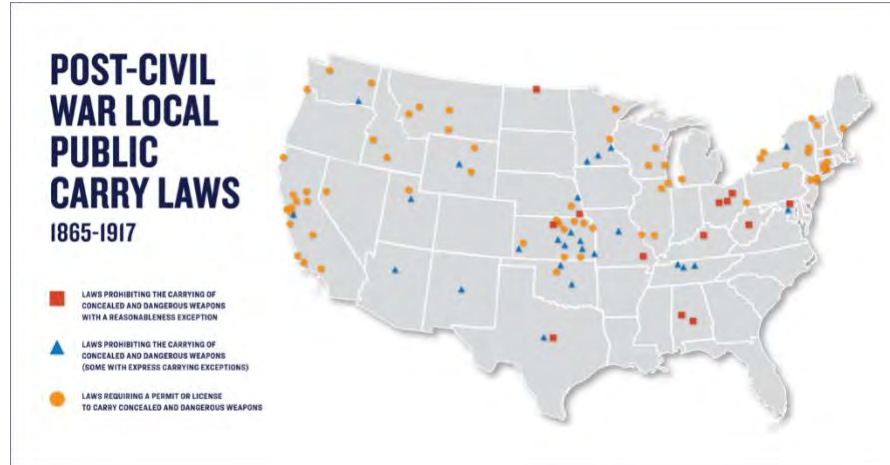 POST-CIVIL
WAR LOCAL
PUBLIC
CARRY LAWS
1865-1917
LAWS PROHIBITING THE CARRYING OF
CONCEALED AND DANGEROUS WEAPONS
WITH A REASONABLENESS EXCEPTION
LAWS PROHIBITING THE CARRYING OF
CONCEALED AND DANGEROUS WEAPONS
(SOME WITH EXPRESS CARRYING EXCEPTIONS)
LAWS REQUIRING A PERMIT OR LICENSE
TO CARRY CONCEALED AND DANGEROUS WEAPONS